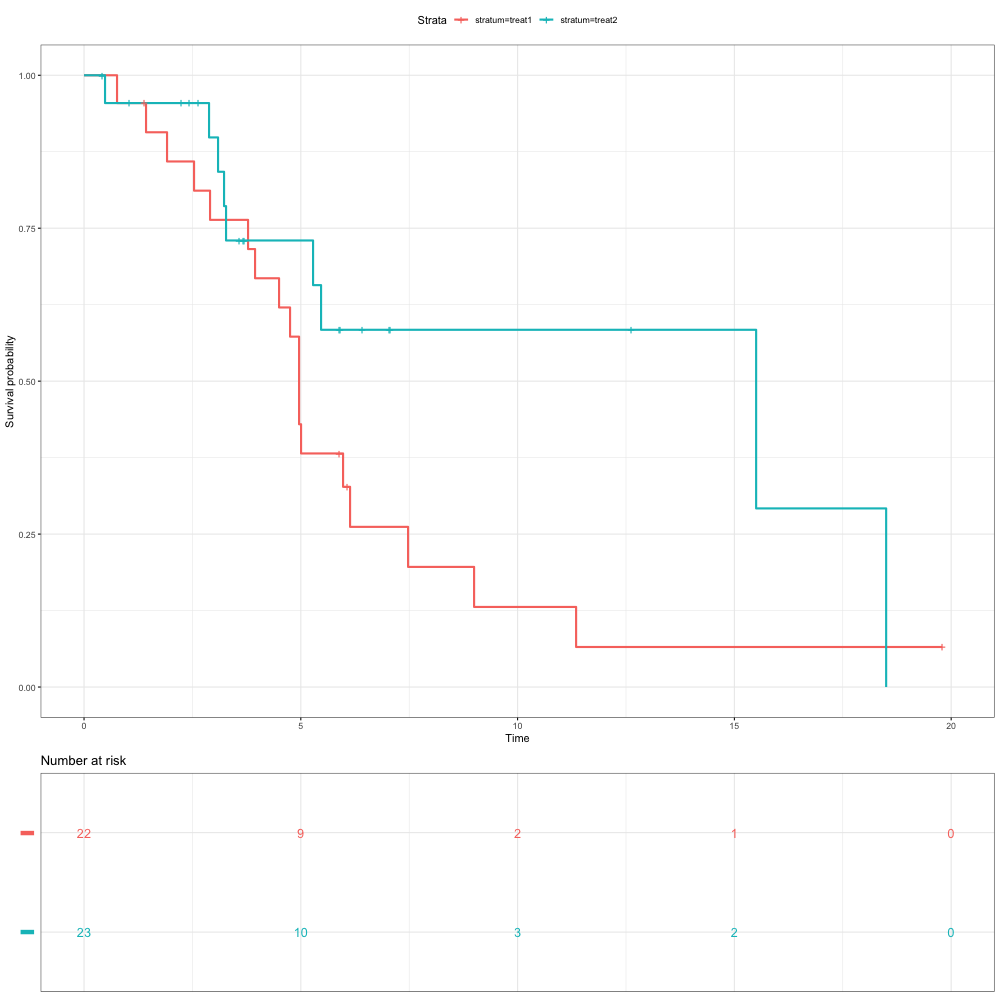 Strata stratum=treat1 stratum=treat2
1.00
0.75
0.50
0.25
0.00
Survival probability
0 5 10 15 20
Time
Number at risk
22 9 2 1 0
23 10 3 2 0